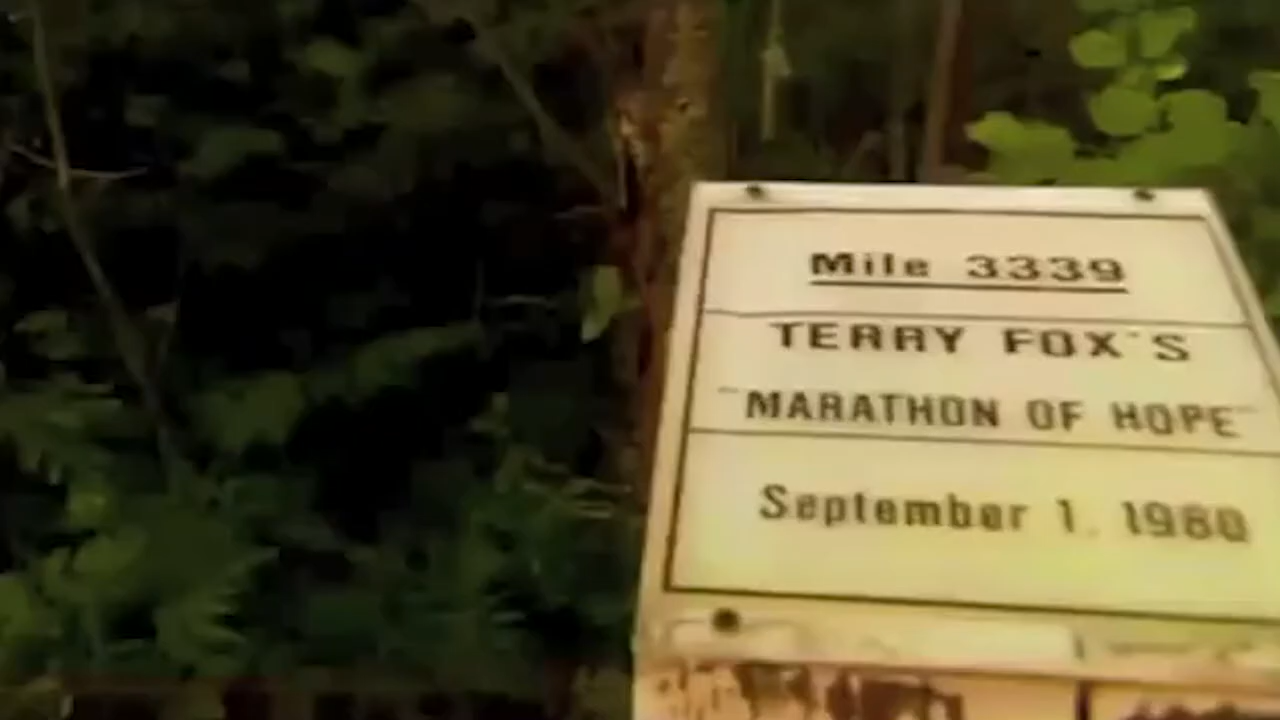 Mile 3339
TERRY FOX'S
"MARATHON OF HOPE"
September 1, 1980